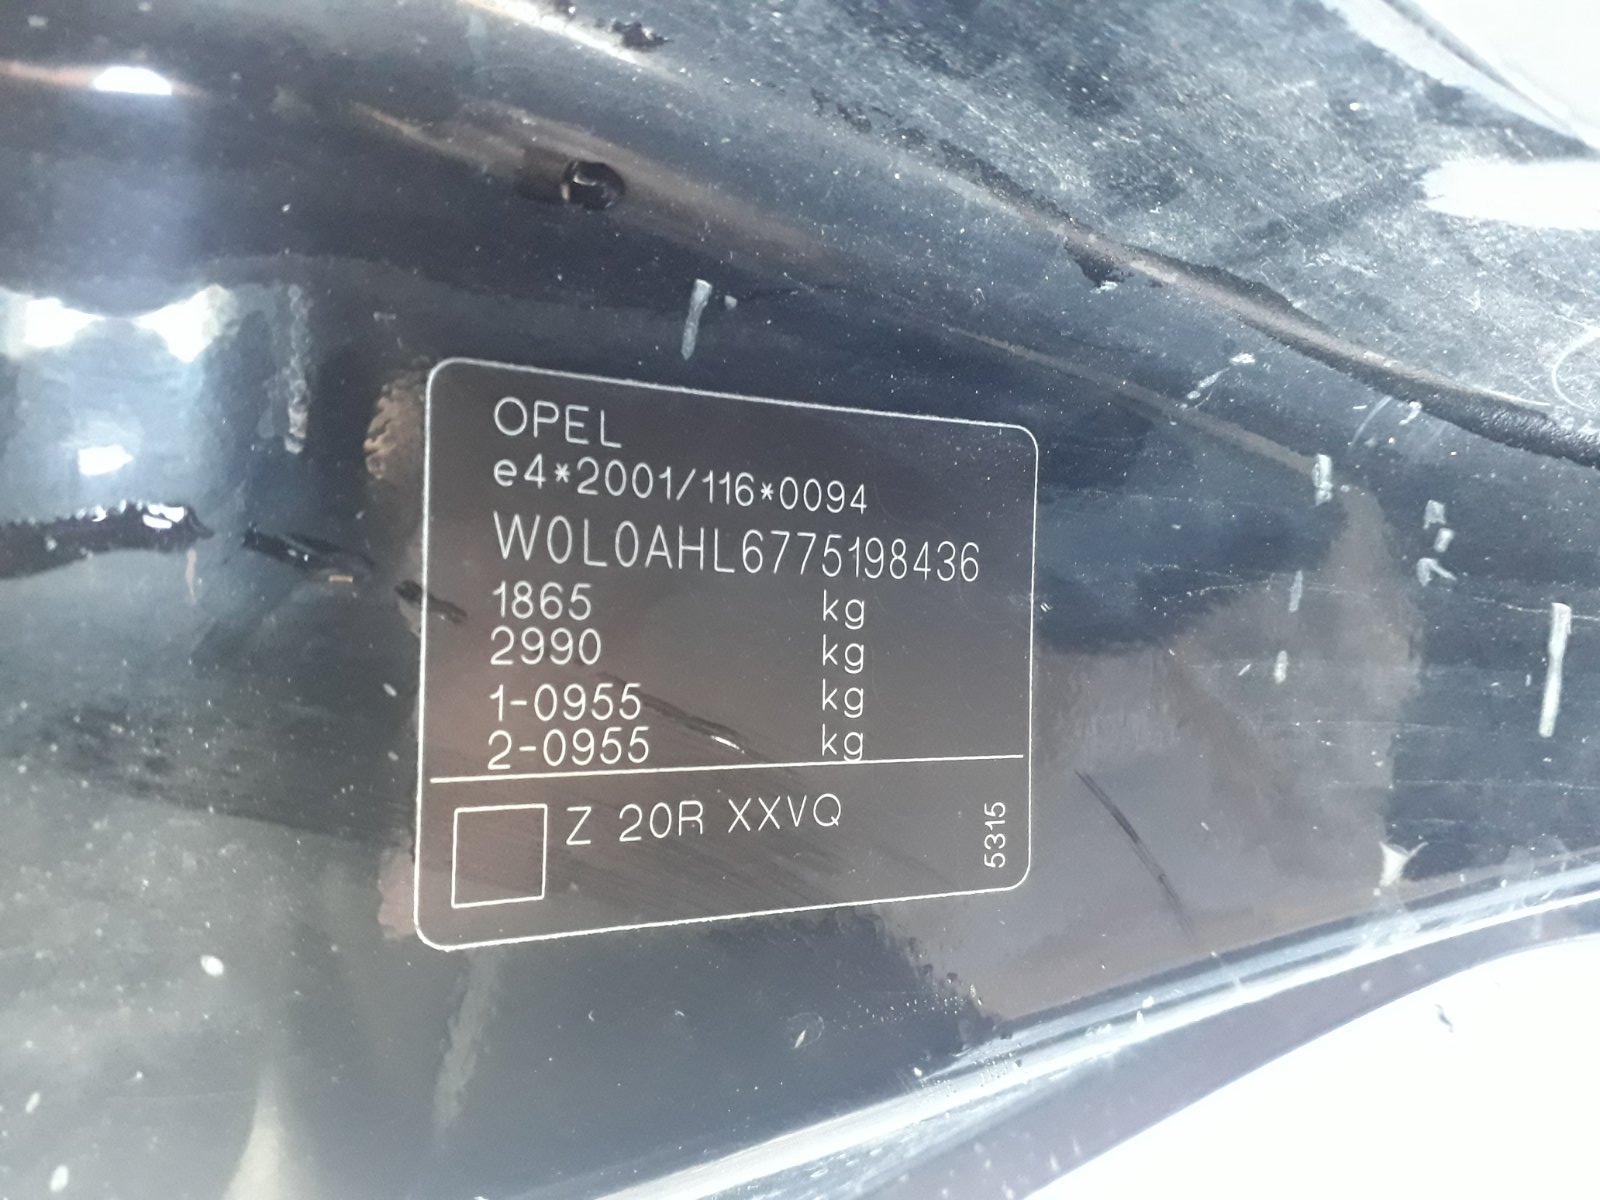 OPEL
e4*2001/116*0094
W0L0AHL6775198436
1865 kg
2990 kg
1-0955 kg
2-0955 kg
Z 20R XXVQ
5315